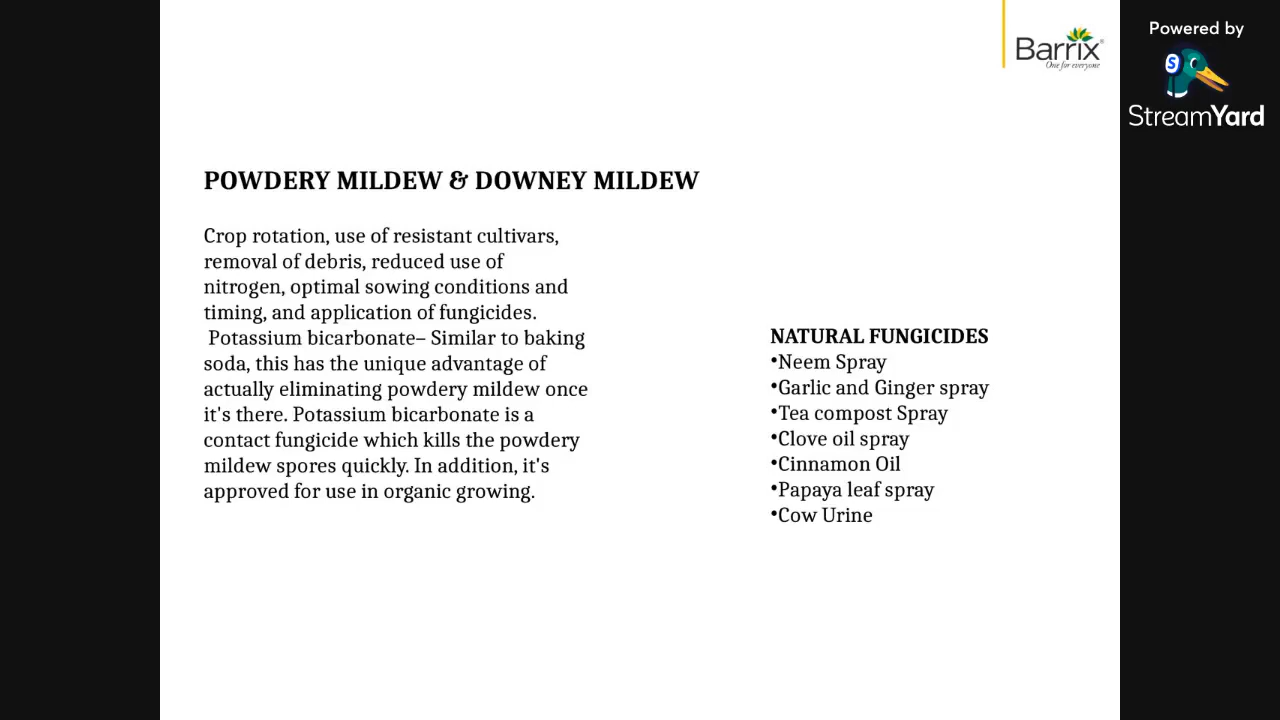 Barrix
One for everyone
Powered by
StreamYard
POWDERY MILDEW & DOWNEY MILDEW
Crop rotation, use of resistant cultivars,
removal of debris, reduced use of
nitrogen, optimal sowing conditions and
timing, and application of fungicides.
Potassium bicarbonate– Similar to baking
soda, this has the unique advantage of
actually eliminating powdery mildew once
it's there. Potassium bicarbonate is a
contact fungicide which kills the powdery
mildew spores quickly. In addition, it's
approved for use in organic growing.
NATURAL FUNGICIDES
•Neem Spray
•Garlic and Ginger spray
•Tea compost Spray
•Clove oil spray
•Cinnamon Oil
•Papaya leaf spray
•Cow Urine